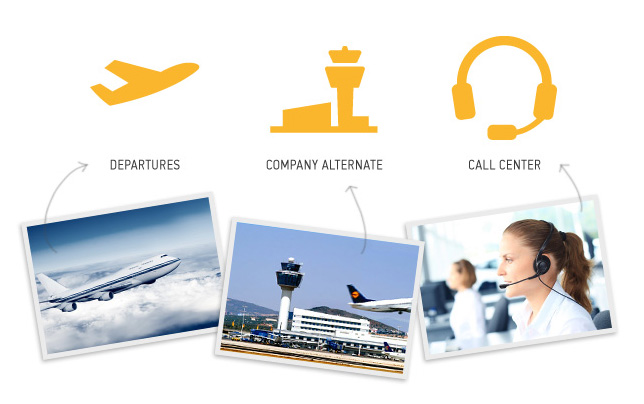 DEPARTURES
COMPANY ALTERNATE
CALL CENTER